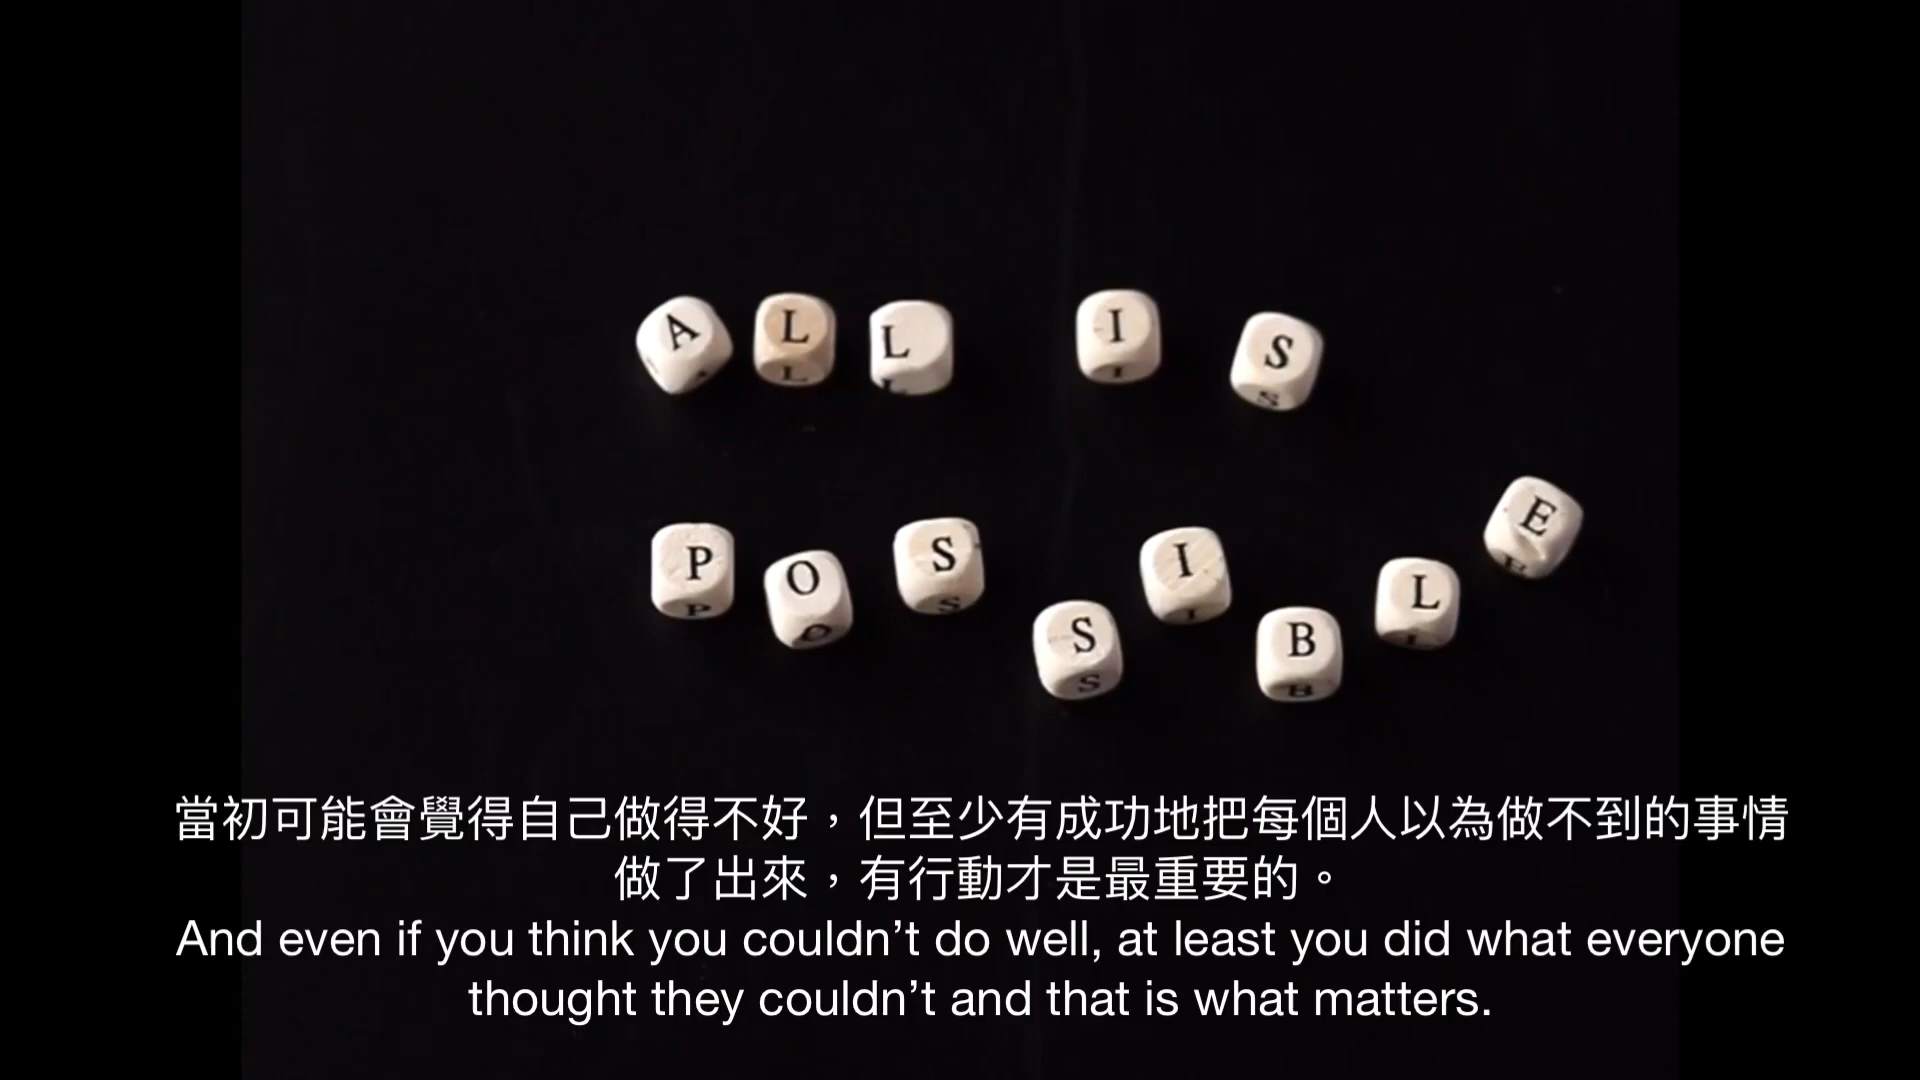 ALL IS
POSSIBLE
當初可能會覺得自己做得不好，但至少有成功地把每個人以為做不到的事情
做了出來，有行動才是最重要的。
And even if you think you couldn’t do well, at least you did what everyone
thought they couldn’t and that is what matters.